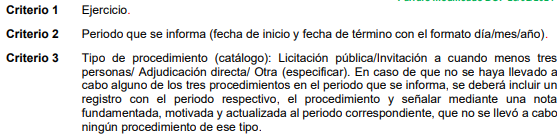 Criterio 1 Ejercicio.
Criterio 2 Periodo que se informa (fecha de inicio y fecha de término con el formato día/mes/año).
Criterio 3 Tipo de procedimiento (catálogo): Licitación pública/Invitación a cuando menos tres
personas/ Adjudicación directa/ Otra (especificar). En caso de que no se haya llevado a
cabo alguno de los tres procedimientos en el periodo que se informa, se deberá incluir un
registro con el periodo respectivo, el procedimiento y señalar mediante una nota
fundamentada, motivada y actualizada al periodo correspondiente, que no se llevó a cabo
ningún procedimiento de ese tipo.